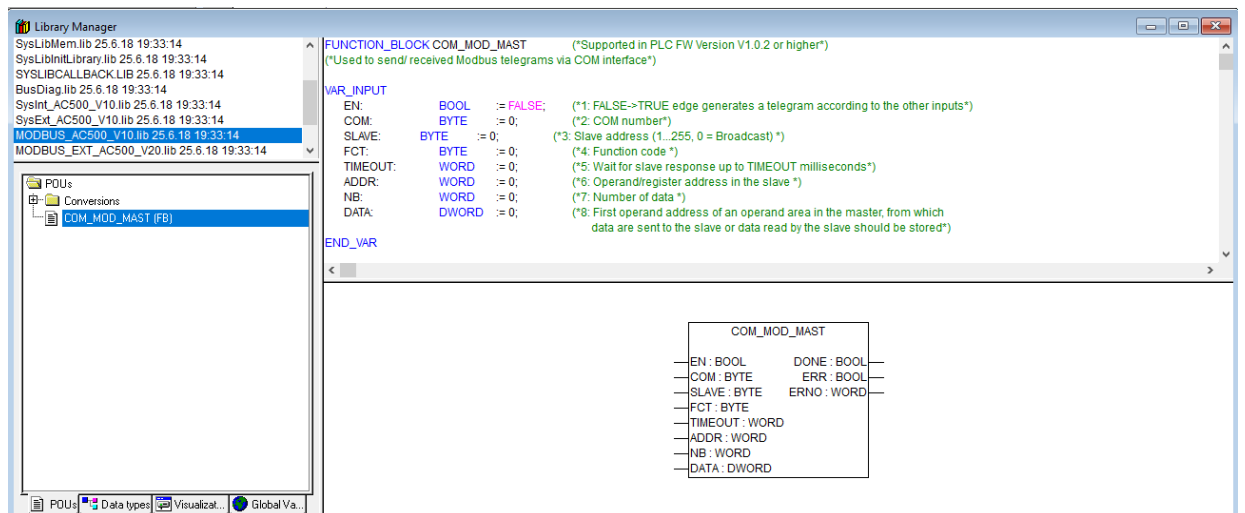 Library Manager
SysLibMem.lib 25.6.18 19:33:14
SysLibInitLibrary.lib 25.6.18 19:33:14
SYSLIBCALLBACK.LIB 25.6.18 19:33:14
BusDiag.lib 25.6.18 19:33:14
SysInt_AC500_V10.lib 25.6.18 19:33:14
SysExt_AC500_V10.lib 25.6.18 19:33:14
MODBUS_AC500_V10.lib 25.6.18 19:33:14
MODBUS_EXT_AC500_V20.lib 25.6.18 19:33:14
POUs
Conversions
COM_MOD_MAST (FB)
POUs Data types Visualizat... Global Va...
FUNCTION_BLOCK COM_MOD_MAST (*Supported in PLC FW Version V1.0.2 or higher*)
(*Used to send/ received Modbus telegrams via COM interface*)
VAR_INPUT
EN: BOOL := FALSE; (*1: FALSE->TRUE edge generates a telegram according to the other inputs*)
COM: BYTE := 0; (*2: COM number*)
SLAVE: BYTE := 0; (*3: Slave address (1...255, 0 = Broadcast) *)
FCT: BYTE := 0; (*4: Function code *)
TIMEOUT: WORD := 0; (*5: Wait for slave response up to TIMEOUT milliseconds*)
ADDR: WORD := 0; (*6: Operand/register address in the slave *)
NB: WORD := 0; (*7: Number of data *)
DATA: DWORD := 0; (*8: First operand address of an operand area in the master, from which
data are sent to the slave or data read by the slave should be stored*)
END_VAR
COM_MOD_MAST
EN : BOOL DONE : BOOL
COM : BYTE ERR : BOOL
SLAVE : BYTE ERNO : WORD
FCT : BYTE
TIMEOUT : WORD
ADDR : WORD
NB : WORD
DATA : DWORD